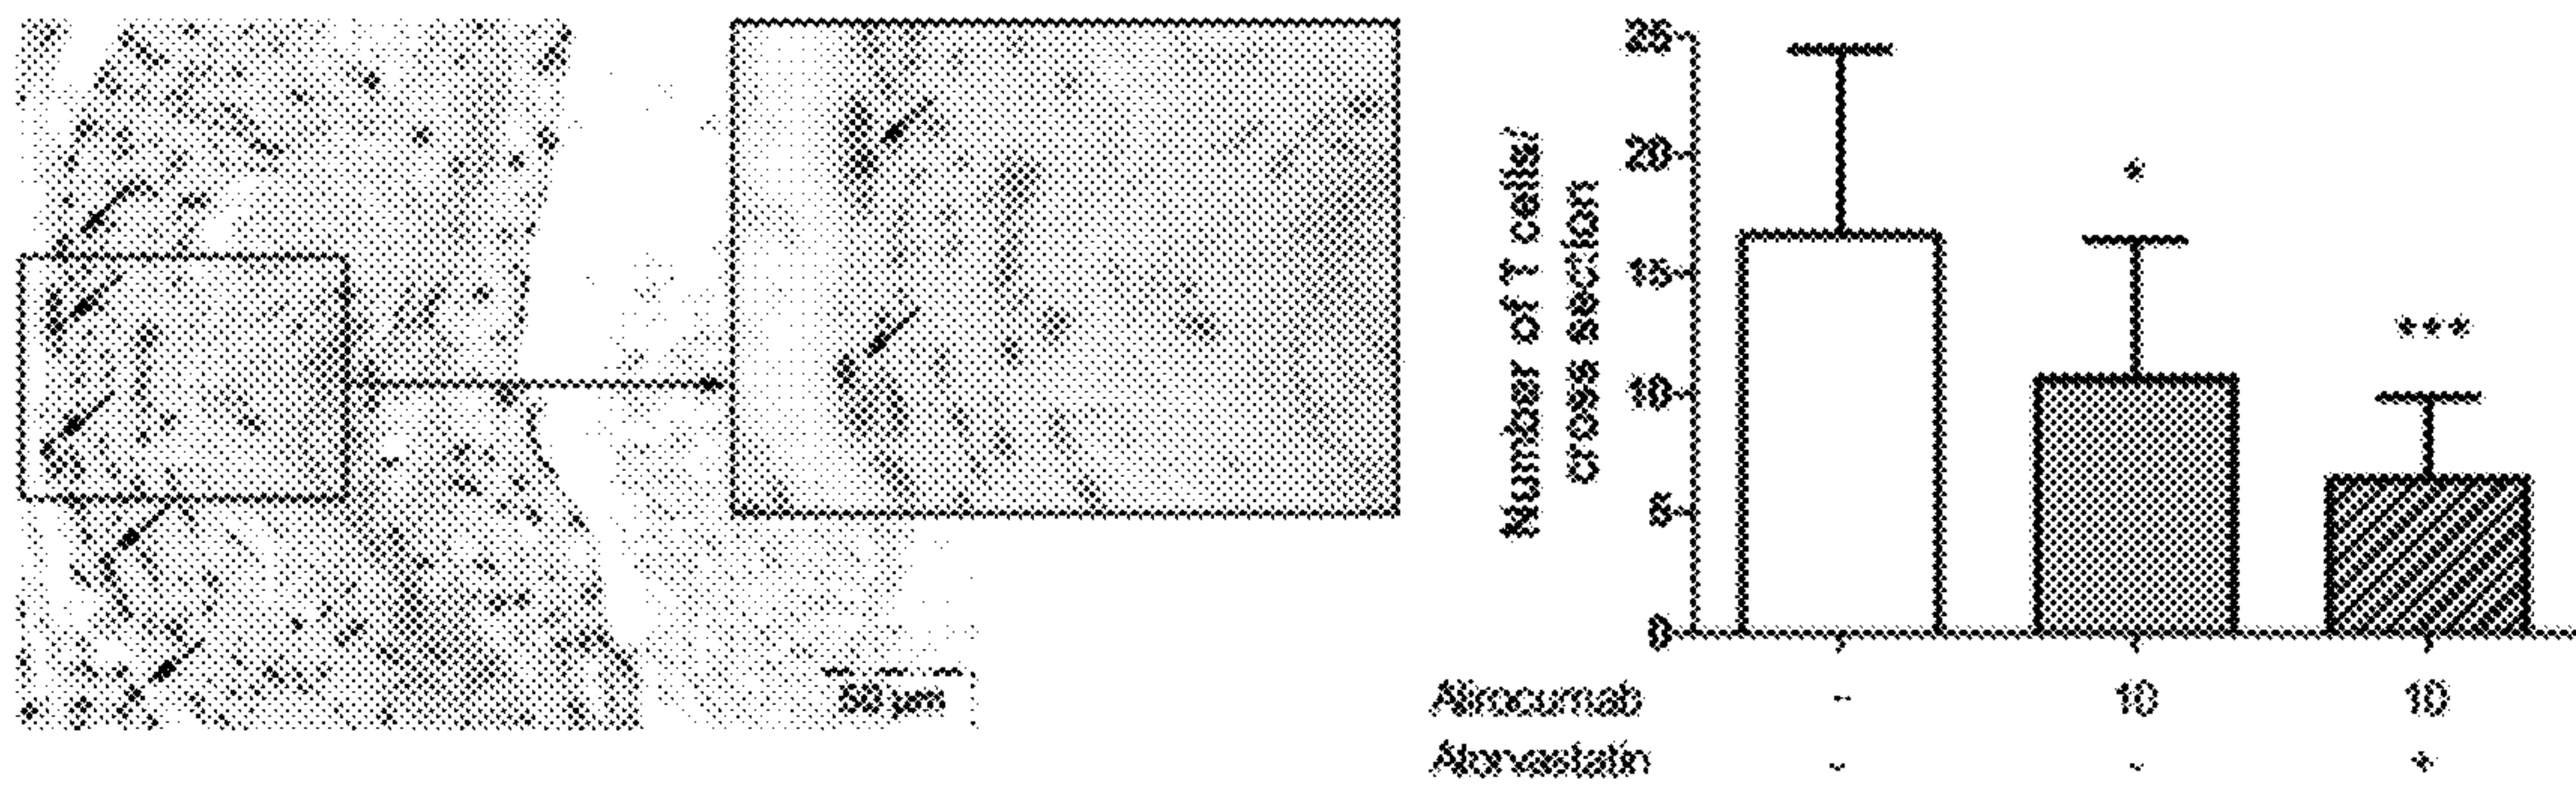 50 µm
Number of T cells/
cross section
25
20
15
10
5
0
*
***
Alirocumab - 10 10
Atorvastatin - - +